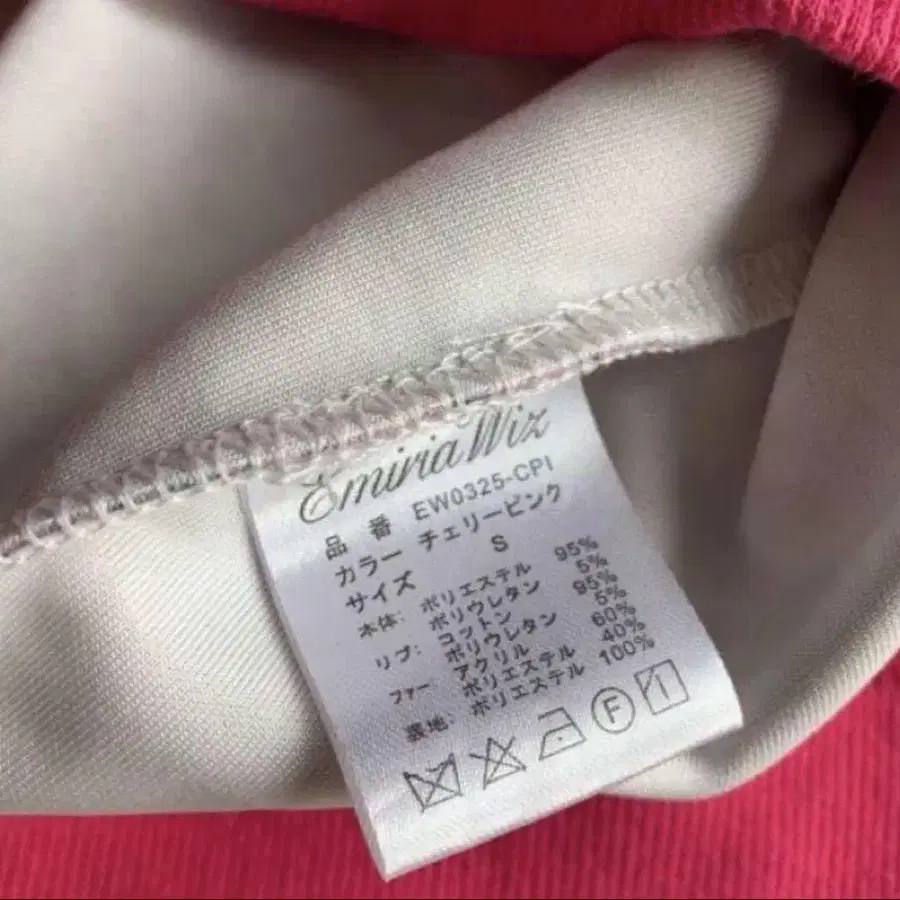 EmiriaWiz
品 番 EW0325-CPI
カラー チェリーピンク
サイズ S
本体: ポリエステル 95%
ポリウレタン 5%
リブ: コットン 95%
ポリウレタン 5%
ファー アクリル 60%
ポリエステル 40%
裏地: ポリエステル 100%
F